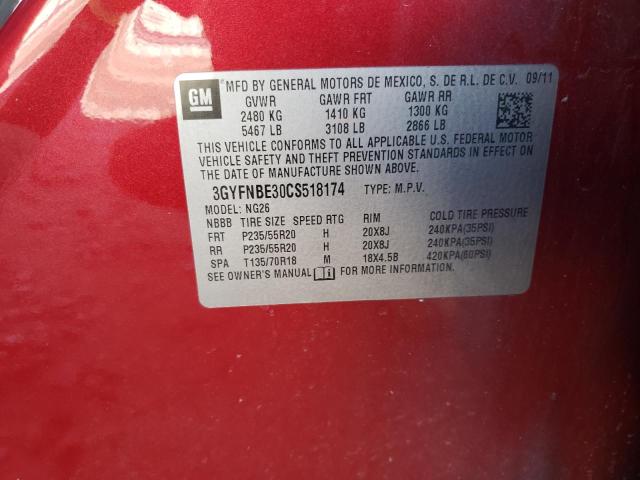 GM
MFD BY GENERAL MOTORS DE MEXICO, S. DE R.L. DE C.V. 09/11
GVWR GAWR FRT GAWR RR
2480 KG 1410 KG 1300 KG
5467 LB 3108 LB 2866 LB
THIS VEHICLE CONFORMS TO ALL APPLICABLE U.S. FEDERAL MOTOR
VEHICLE SAFETY AND THEFT PREVENTION STANDARDS IN EFFECT ON
THE DATE OF MANUFACTURE SHOWN ABOVE.
3GYFNBE30CS518174 TYPE: M.P.V.
MODEL: NG26
NBBB TIRE SIZE SPEED RTG RIM COLD TIRE PRESSURE
FRT P235/55R20 H 20X8J 240KPA(35PSI)
RR P235/55R20 H 20X8J 240KPA(35PSI)
SPA T135/70R18 M 18X4.5B 420KPA(60PSI)
SEE OWNER'S MANUAL FOR MORE INFORMATION.